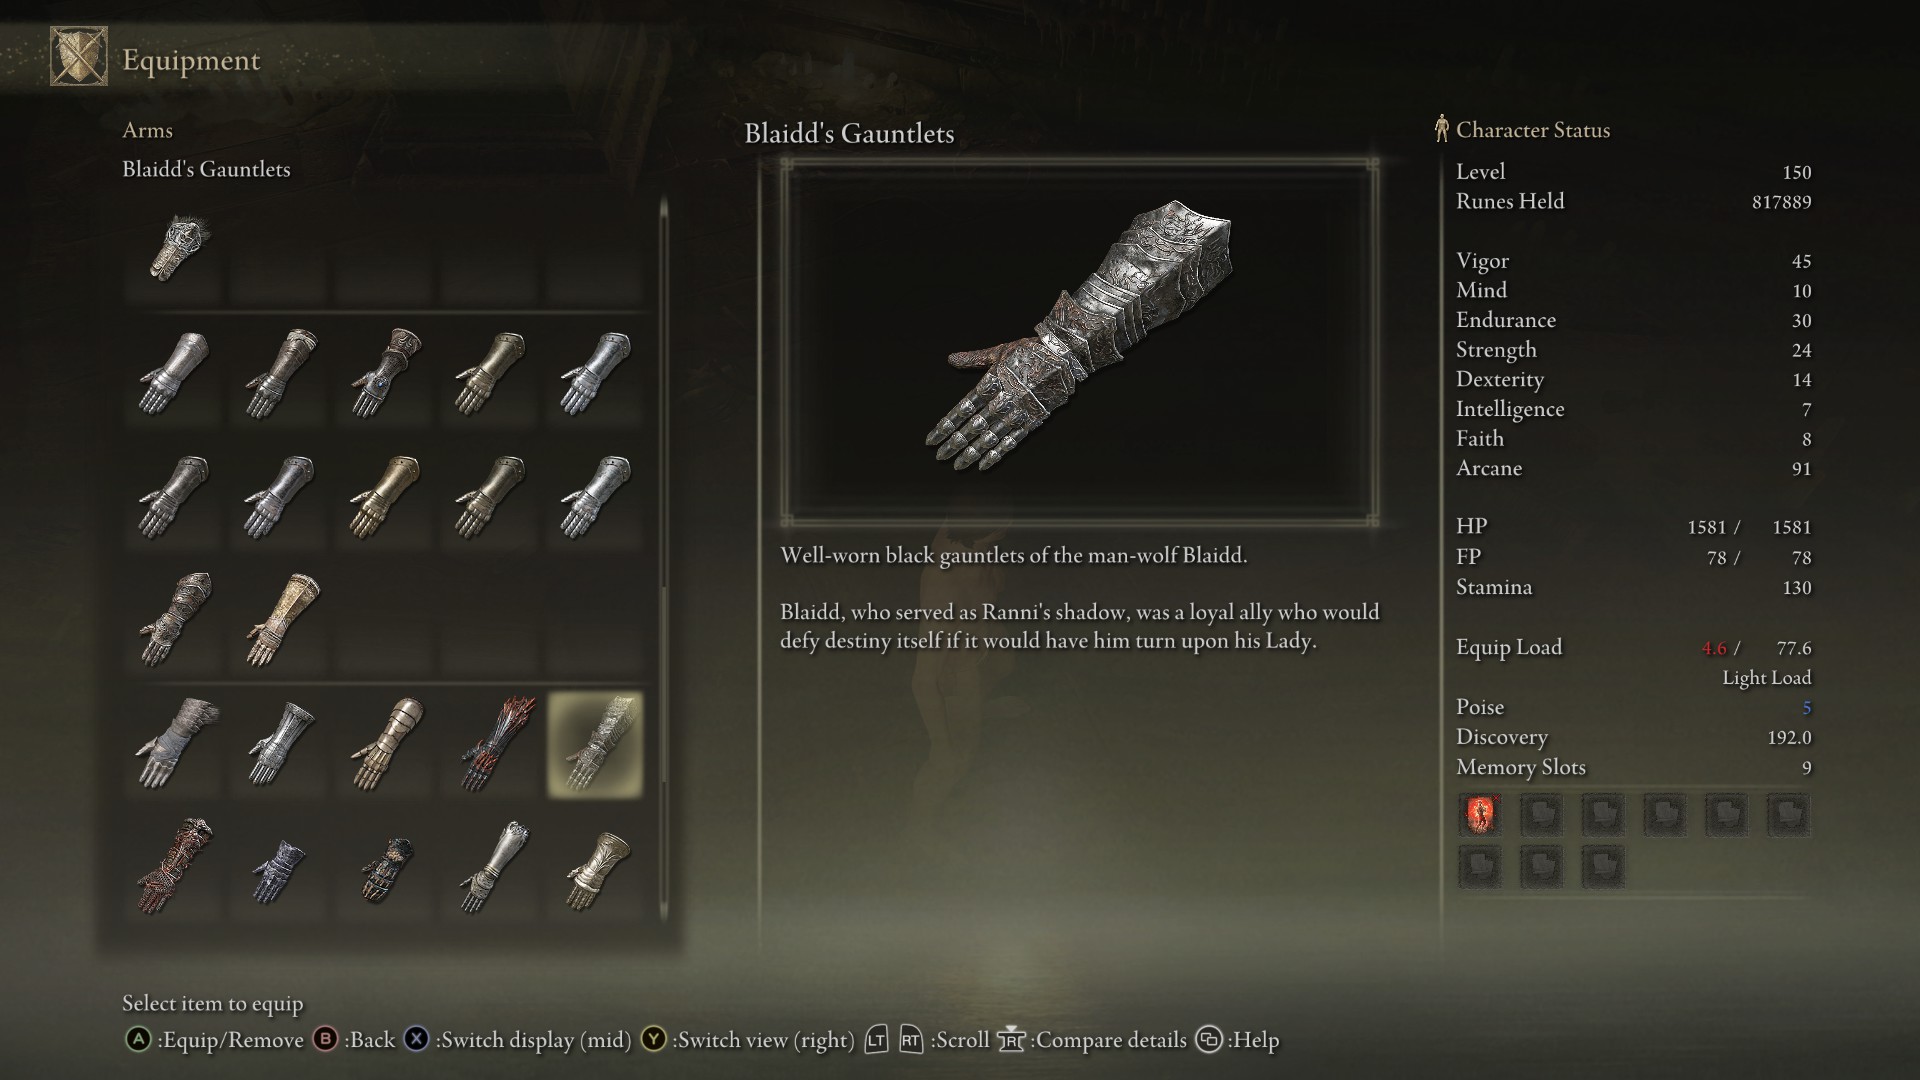 Equipment
Arms
Blaidd's Gauntlets
Blaidd's Gauntlets
Well-worn black gauntlets of the man-wolf Blaidd.
Blaidd, who served as Ranni's shadow, was a loyal ally who would
defy destiny itself if it would have him turn upon his Lady.
Character Status
Level 150
Runes Held 817889
Vigor 45
Mind 10
Endurance 30
Strength 24
Dexterity 14
Intelligence 7
Faith 8
Arcane 91
HP 1581 / 1581
FP 78 / 78
Stamina 130
Equip Load 4.6 / 77.6
Light Load
Poise 5
Discovery 192.0
Memory Slots 9
Select item to equip
A :Equip/Remove B :Back X :Switch display (mid) Y :Switch view (right) LT RT :Scroll R :Compare details :Help